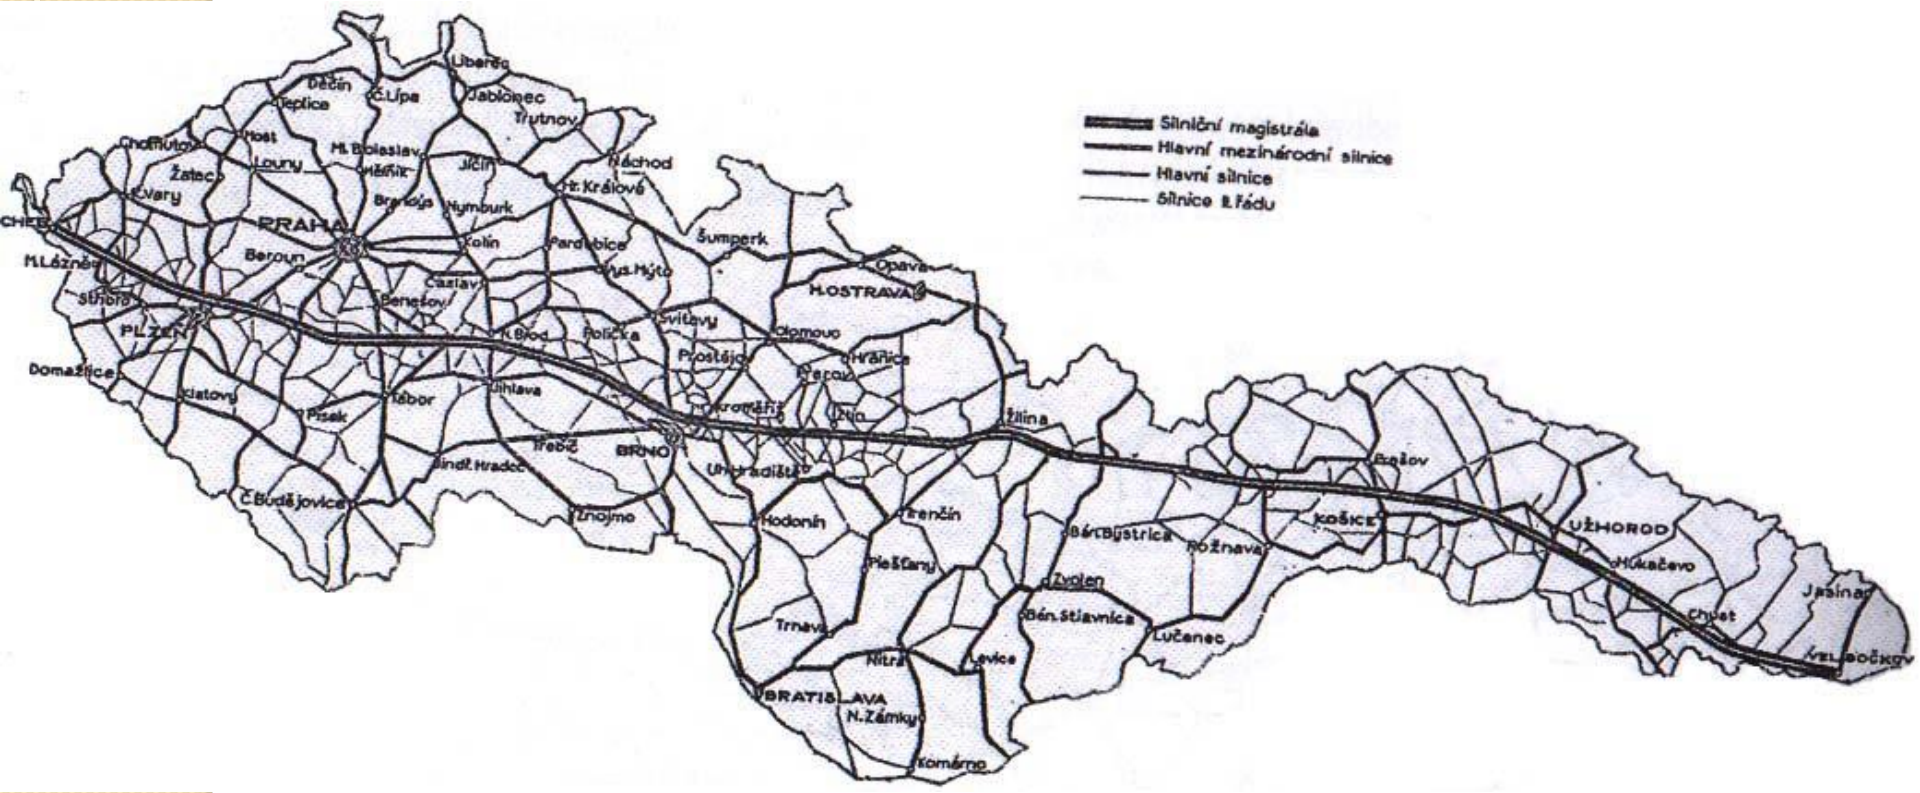 Liberec
Děčín
Č.Lípa
Jablonec
Teplice
Trutnov
Silniční magistrála
Hlavní mezinárodní silnice
Hlavní silnice
Silnice II.řádu
Most
Chomutov
Ml.Boleslav
Jičín
Náchod
Louny
Mělník
Žatec
Hr.Králové
K.Vary
Brandýs
Nymburk
CHEB
PRAHA
Kolín
Pardubice
Šumperk
Beroun
M.Lázně
Vys.Mýto
Opava
Čáslav
M.OSTRAVA
Stříbro
Benešov
PLZEŇ
N.Brod
Polička
Svitavy
Olomouc
Prostějov
Hranice
Domažlice
Přerov
Klatovy
Tábor
Jihlava
Písek
Kroměříž
Zlín
Žilina
BRNO
Třebíč
Jindř.Hradec
Uh.Hradiště
Prešov
Č.Budějovice
Znojmo
Hodonín
Trenčín
KOŠICE
UŽHOROD
Báň.Bystrica
Rožnava
Piešťany
Mukačevo
Zvolen
Jasina
Báň.Štiavnica
Chust
Trnava
Lučenec
Nitra
Levice
VEL.BOČKOV
BRATISLAVA
N.Zámky
Komárno